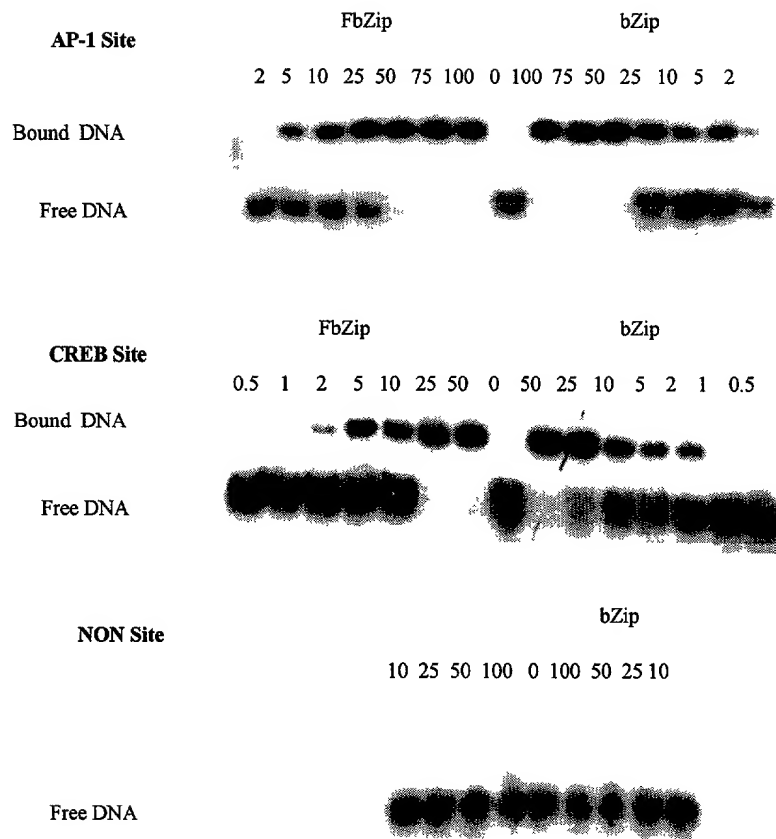 FbZip bZip
AP-1 Site
2 5 10 25 50 75 100 0 100 75 50 25 10 5 2
Bound DNA
Free DNA
FbZip bZip
CREB Site
0.5 1 2 5 10 25 50 0 50 25 10 5 2 1 0.5
Bound DNA
Free DNA
bZip
NON Site
10 25 50 100 0 100 50 25 10
Free DNA